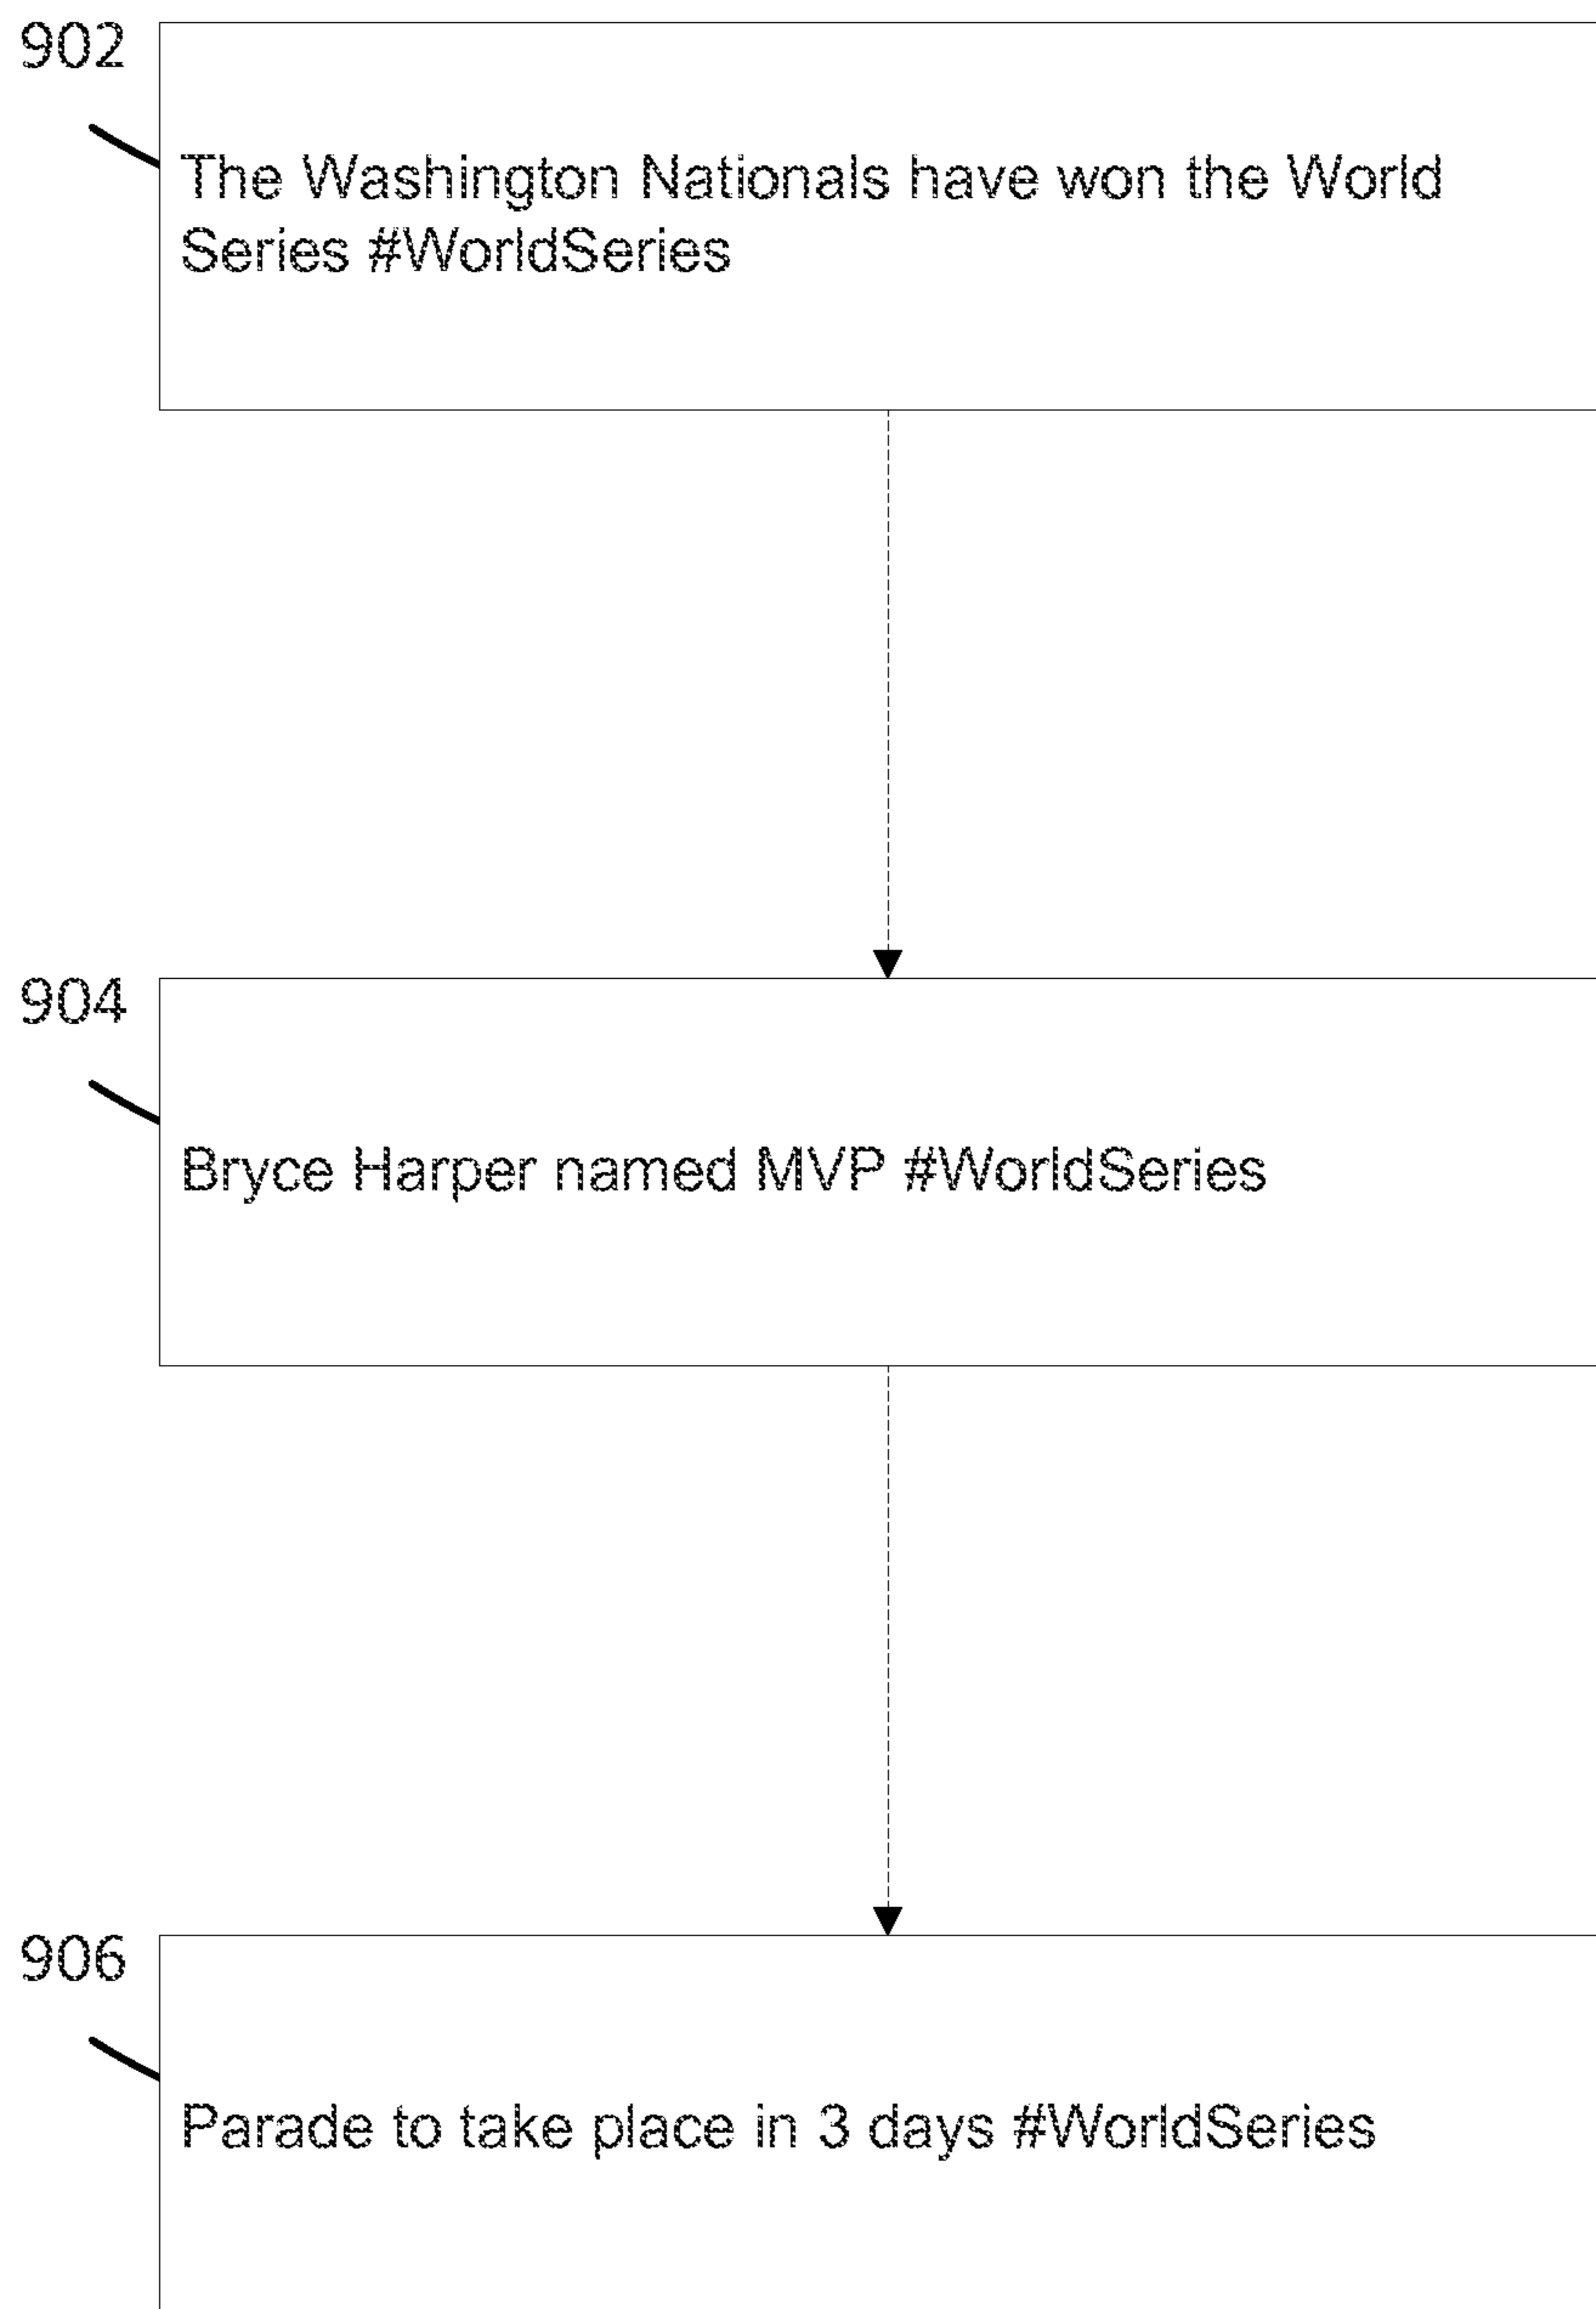 902
The Washington Nationals have won the World
Series #WorldSeries
904
Bryce Harper named MVP #WorldSeries
906
Parade to take place in 3 days #WorldSeries